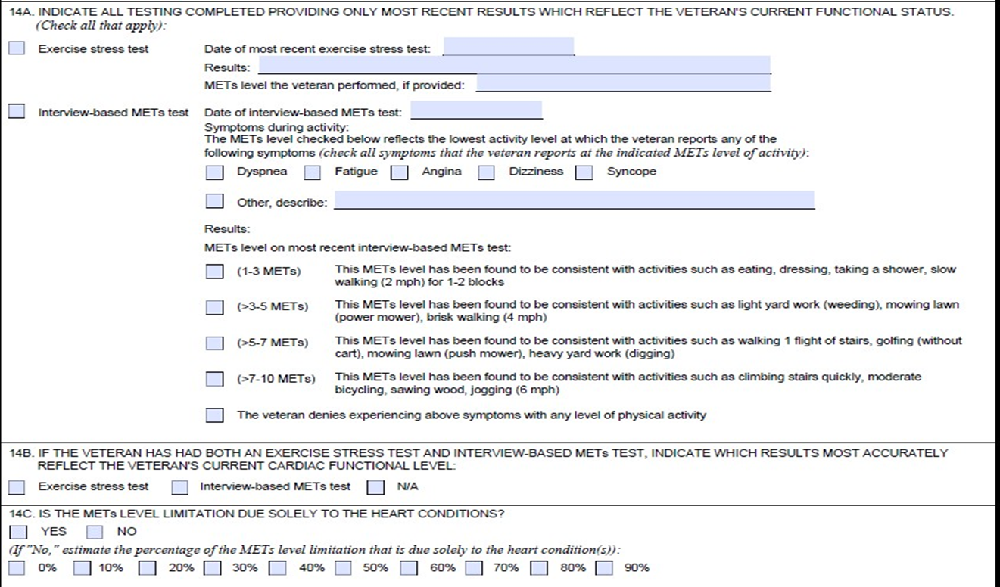 14A. INDICATE ALL TESTING COMPLETED PROVIDING ONLY MOST RECENT RESULTS WHICH REFLECT THE VETERAN'S CURRENT FUNCTIONAL STATUS.
(Check all that apply):
Exercise stress test Date of most recent exercise stress test:
Results:
METs level the veteran performed, if provided:
Interview-based METs test Date of interview-based METs test:
Symptoms during activity:
The METs level checked below reflects the lowest activity level at which the veteran reports any of the
following symptoms (check all symptoms that the veteran reports at the indicated METs level of activity):
Dyspnea Fatigue Angina Dizziness Syncope
Other, describe:
Results:
METs level on most recent interview-based METs test:
(1-3 METs) This METs level has been found to be consistent with activities such as eating, dressing, taking a shower, slow
walking (2 mph) for 1-2 blocks
(>3-5 METs) This METs level has been found to be consistent with activities such as light yard work (weeding), mowing lawn
(power mower), brisk walking (4 mph)
(>5-7 METs) This METs level has been found to be consistent with activities such as walking 1 flight of stairs, golfing (without
cart), mowing lawn (push mower), heavy yard work (digging)
(>7-10 METs) This METs level has been found to be consistent with activities such as climbing stairs quickly, moderate
bicycling, sawing wood, jogging (6 mph)
The veteran denies experiencing above symptoms with any level of physical activity
14B. IF THE VETERAN HAS HAD BOTH AN EXERCISE STRESS TEST AND INTERVIEW-BASED METs TEST, INDICATE WHICH RESULTS MOST ACCURATELY
REFLECT THE VETERAN'S CURRENT CARDIAC FUNCTIONAL LEVEL:
Exercise stress test Interview-based METs test N/A
14C. IS THE METs LEVEL LIMITATION DUE SOLELY TO THE HEART CONDITIONS?
YES NO
(If "No," estimate the percentage of the METs level limitation that is due solely to the heart condition(s)):
0% 10% 20% 30% 40% 50% 60% 70% 80% 90%